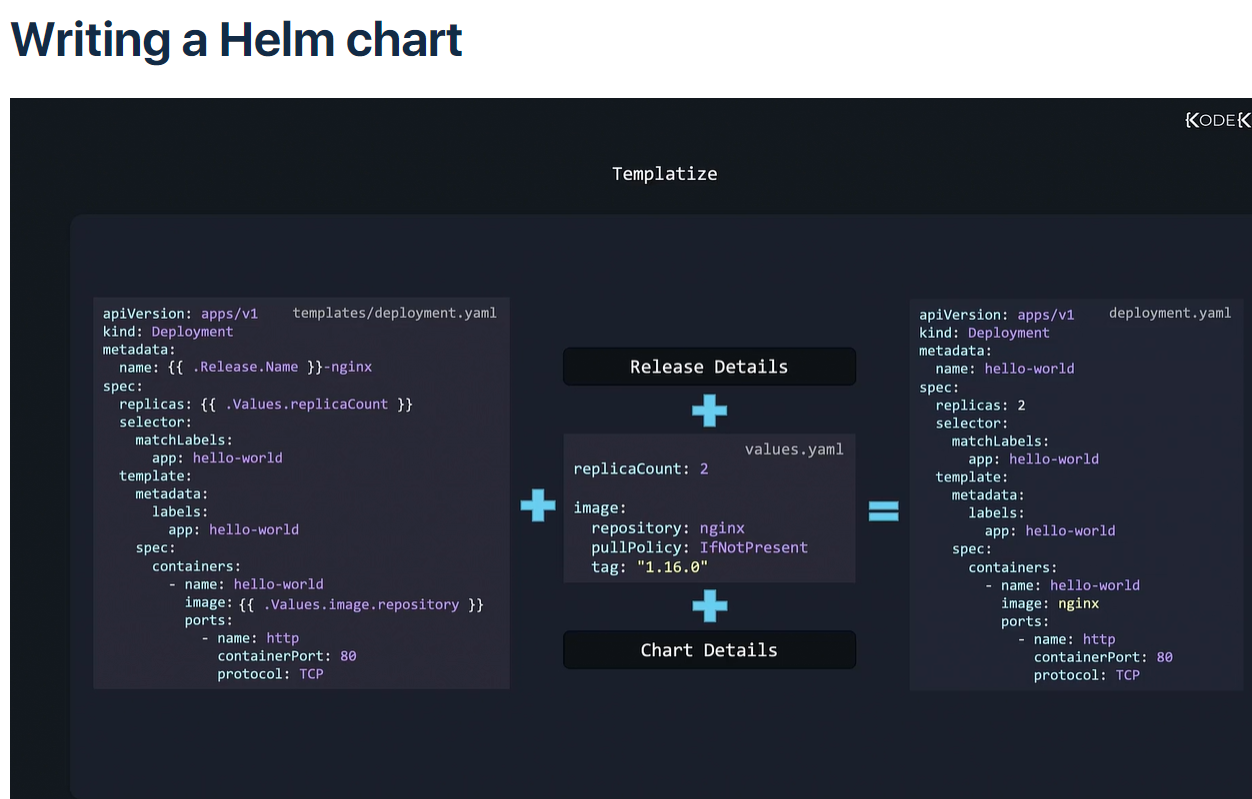 Writing a Helm chart
{KODE{K
Templatize
apiVersion: apps/v1 templates/deployment.yaml
kind: Deployment
metadata:
  name: {{ .Release.Name }}-nginx
spec:
  replicas: {{ .Values.replicaCount }}
  selector:
    matchLabels:
      app: hello-world
  template:
    metadata:
      labels:
        app: hello-world
    spec:
      containers:
        - name: hello-world
          image: {{ .Values.image.repository }}
          ports:
            - name: http
              containerPort: 80
              protocol: TCP
Release Details
values.yaml
replicaCount: 2
image:
  repository: nginx
  pullPolicy: IfNotPresent
  tag: "1.16.0"
Chart Details
apiVersion: apps/v1 deployment.yaml
kind: Deployment
metadata:
  name: hello-world
spec:
  replicas: 2
  selector:
    matchLabels:
      app: hello-world
  template:
    metadata:
      labels:
        app: hello-world
    spec:
      containers:
        - name: hello-world
          image: nginx
          ports:
            - name: http
              containerPort: 80
              protocol: TCP